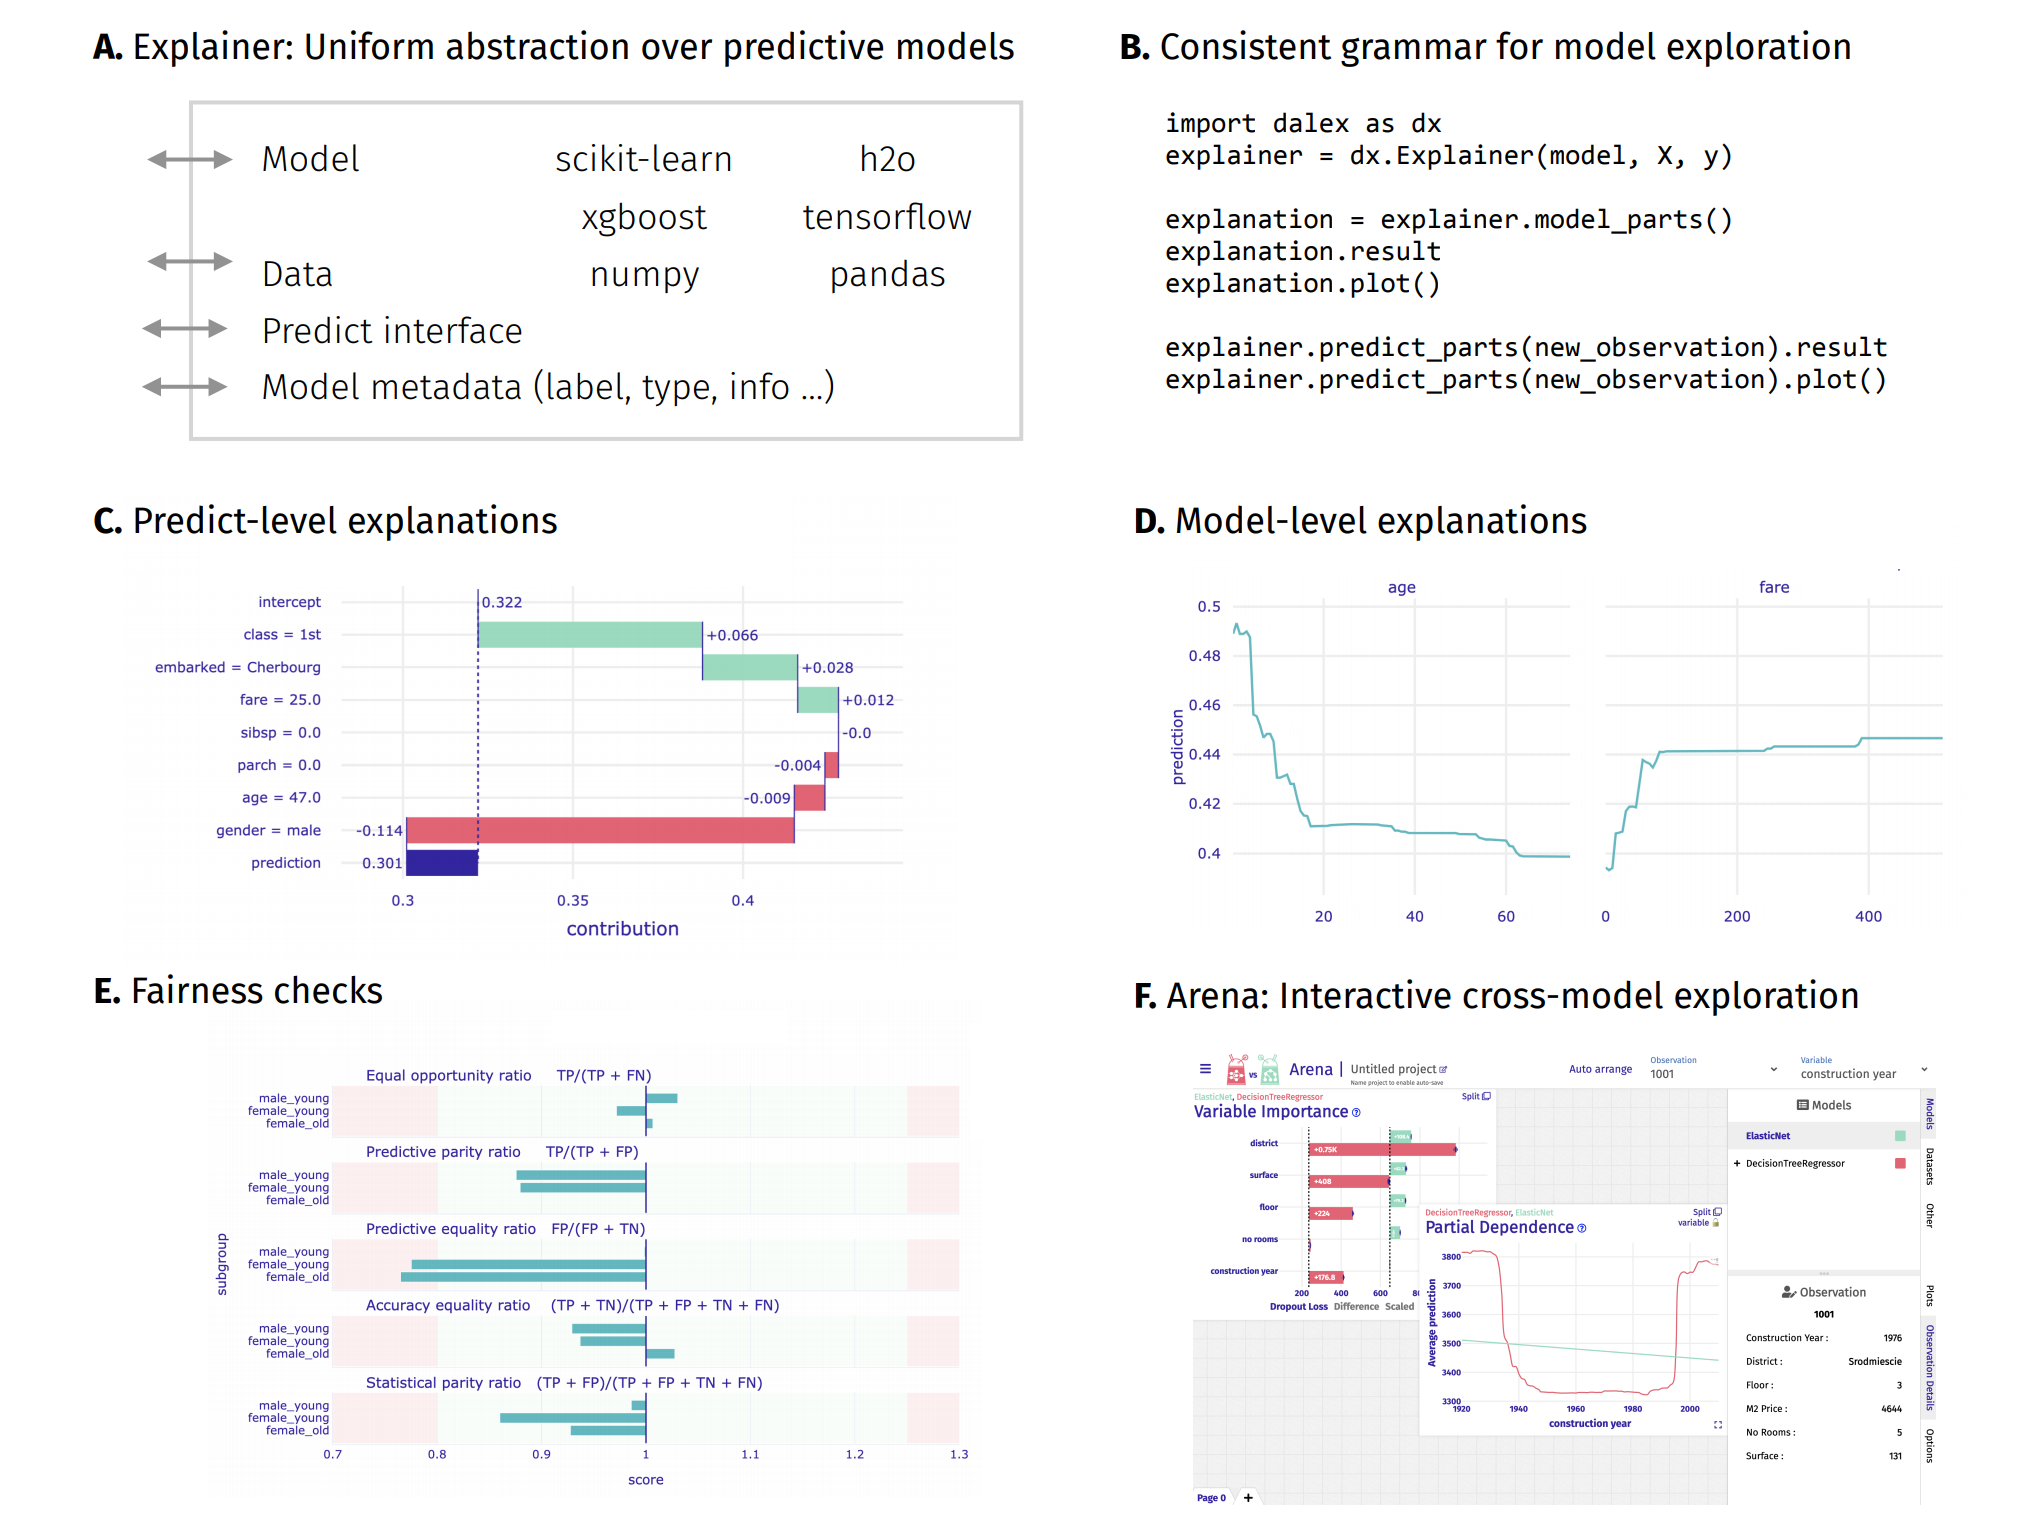 A. Explainer: Uniform abstraction over predictive models
Model scikit-learn h2o
xgboost tensorflow
Data numpy pandas
Predict interface
Model metadata (label, type, info ...)
B. Consistent grammar for model exploration
import dalex as dx
explainer = dx.Explainer(model, X, y)
explanation = explainer.model_parts()
explanation.result
explanation.plot()
explainer.predict_parts(new_observation).result
explainer.predict_parts(new_observation).plot()
C. Predict-level explanations
intercept 0.322
class = 1st +0.066
embarked = Cherbourg +0.028
fare = 25.0 +0.012
sibsp = 0.0 -0.0
parch = 0.0 -0.004
age = 47.0 -0.009
gender = male -0.114
prediction 0.301
0.3 0.35 0.4
contribution
D. Model-level explanations
age fare
0.5
0.48
0.46
0.44
0.42
0.4
prediction
20 40 60 0 200 400
E. Fairness checks
Equal opportunity ratio TP/(TP + FN)
male_young
female_young
female_old
Predictive parity ratio TP/(TP + FP)
male_young
female_young
female_old
Predictive equality ratio FP/(FP + TN)
male_young
female_young
female_old
Accuracy equality ratio (TP + TN)/(TP + FP + TN + FN)
male_young
female_young
female_old
Statistical parity ratio (TP + FP)/(TP + FP + TN + FN)
male_young
female_young
female_old
subgroup
0.7 0.8 0.9 1 1.1 1.2 1.3
score
F. Arena: Interactive cross-model exploration
vs Arena Untitled project
Name project to enable auto-save
Auto arrange
Observation
1001
Variable
construction year
ElasticNet, DecisionTreeRegressor Split
Variable Importance
district +0.75K
surface +408
floor +224
no rooms
construction year +176.8
200 400 600
Dropout Loss Difference Scaled
DecisionTreeRegressor, ElasticNet Split
variable
Partial Dependence
3800
3700
3600
3500
3400
3300
Average prediction
1920 1940 1960 1980 2000
construction year
Models
ElasticNet
+ DecisionTreeRegressor
Observation
1001
Construction Year : 1976
District : Srodmiescie
Floor : 3
M2 Price : 4644
No Rooms : 5
Surface : 131
Models
Datasets
Other
Plots
Observation Details
Options
Page 0 +